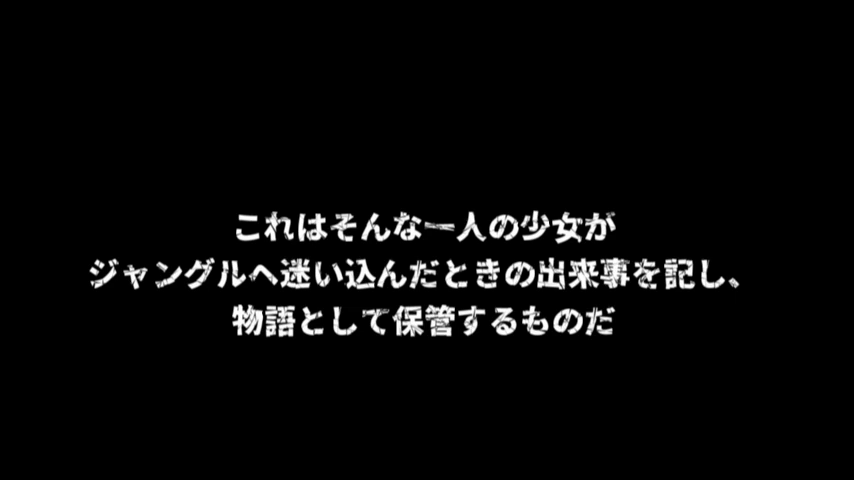 これはそんな一人の少女が
ジャングルへ迷い込んだときの出来事を記し、
物語として保管するものだ